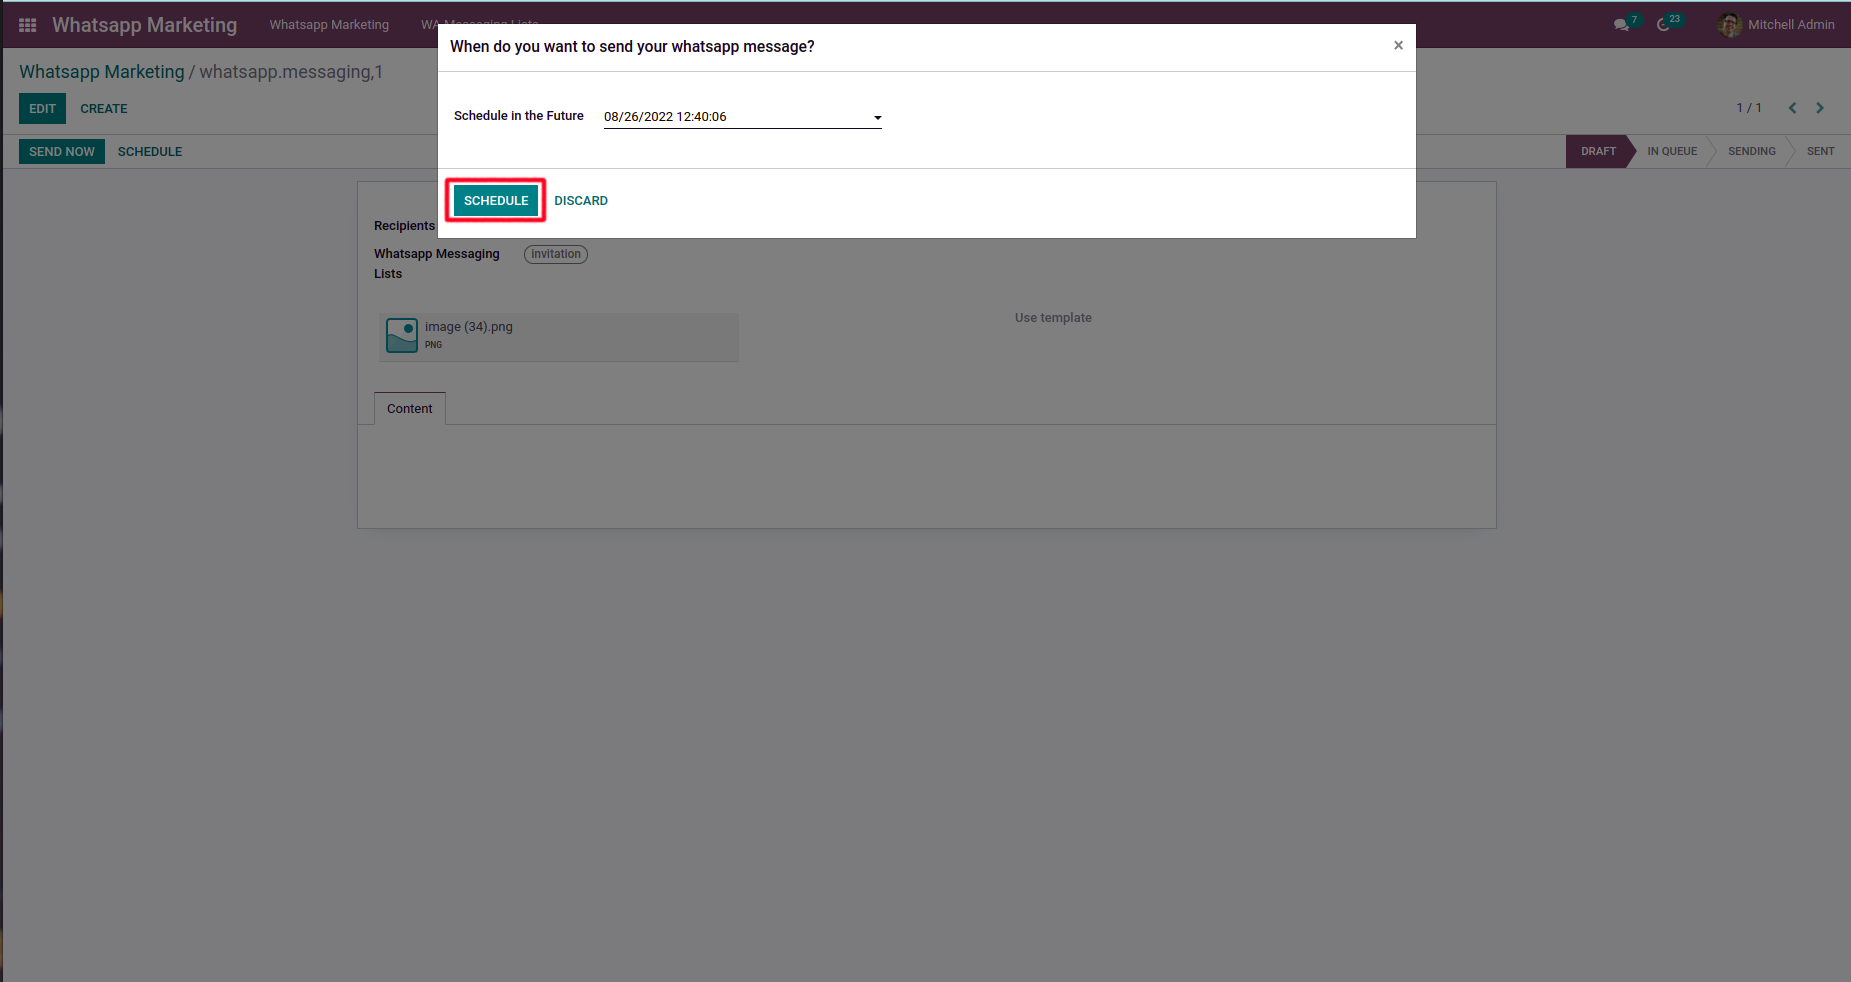 Whatsapp Marketing
Whatsapp Marketing
WA Messaging Lists
7
23
Mitchell Admin
Whatsapp Marketing / whatsapp.messaging,1
EDIT
CREATE
1 / 1
SEND NOW
SCHEDULE
DRAFT
IN QUEUE
SENDING
SENT
When do you want to send your whatsapp message?
×
Schedule in the Future
08/26/2022 12:40:06
SCHEDULE
DISCARD
Recipients
Whatsapp Messaging
Lists
invitation
image (34).png
PNG
Use template
Content